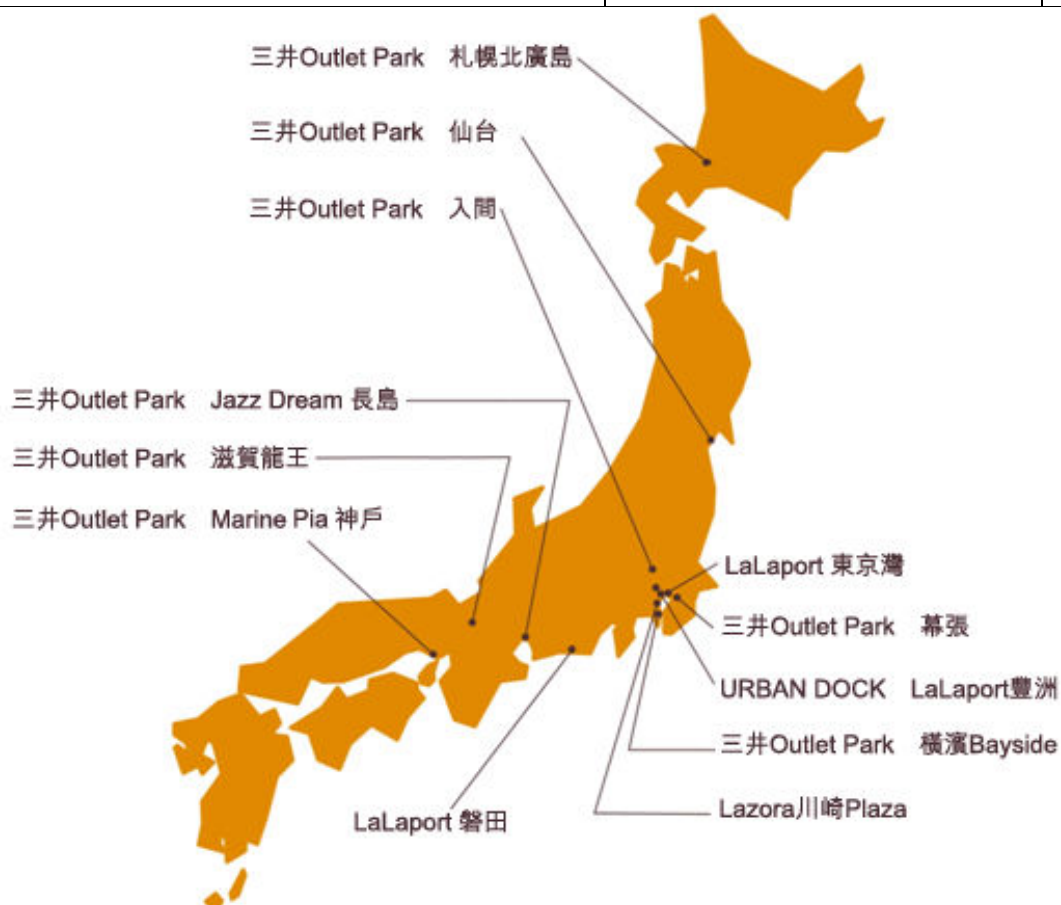 三井Outlet Park 札幌北廣島
三井Outlet Park 仙台
三井Outlet Park 入間
三井Outlet Park Jazz Dream 長島
三井Outlet Park 滋賀龍王
三井Outlet Park Marine Pia 神戶
LaLaport 東京灣
三井Outlet Park 幕張
URBAN DOCK LaLaport豐洲
三井Outlet Park 橫濱Bayside
Lazora川崎Plaza
LaLaport 磐田